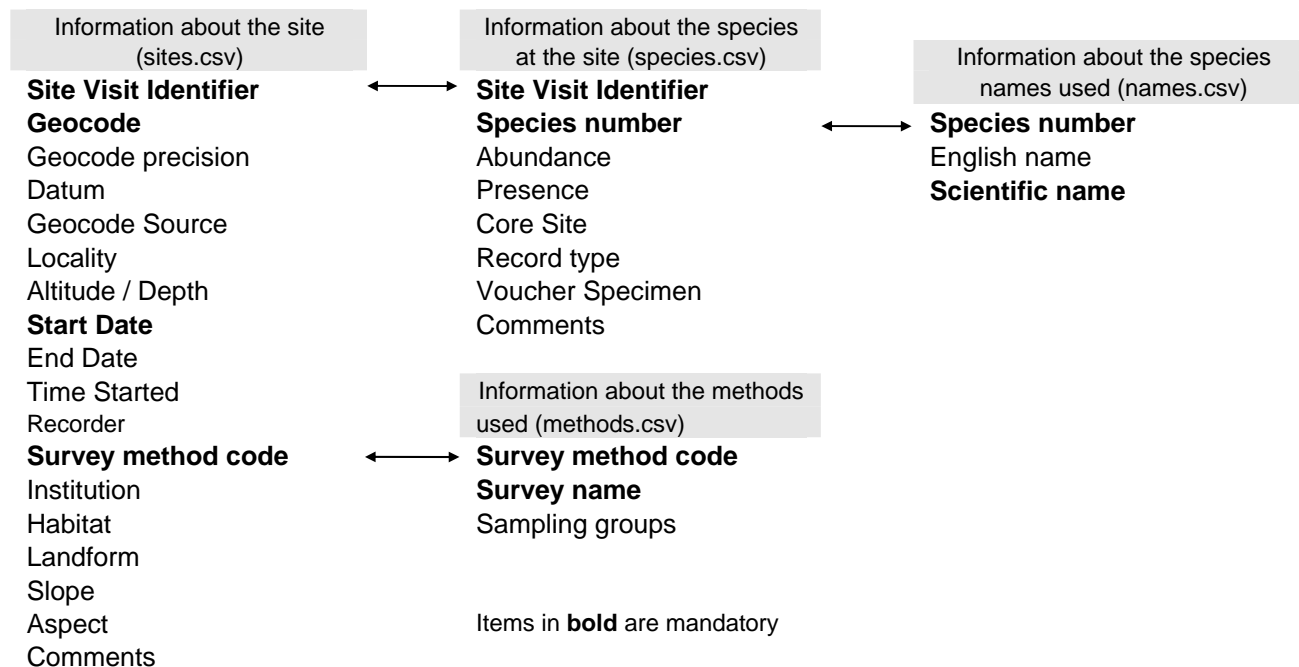 Information about the site
(sites.csv)
Site Visit Identifier
Geocode
Geocode precision
Datum
Geocode Source
Locality
Altitude / Depth
Start Date
End Date
Time Started
Recorder
Survey method code
Institution
Habitat
Landform
Slope
Aspect
Comments
Information about the species
at the site (species.csv)
Site Visit Identifier
Species number
Abundance
Presence
Core Site
Record type
Voucher Specimen
Comments
Information about the methods
used (methods.csv)
Survey method code
Survey name
Sampling groups
Items in bold are mandatory
Information about the species
names used (names.csv)
Species number
English name
Scientific name